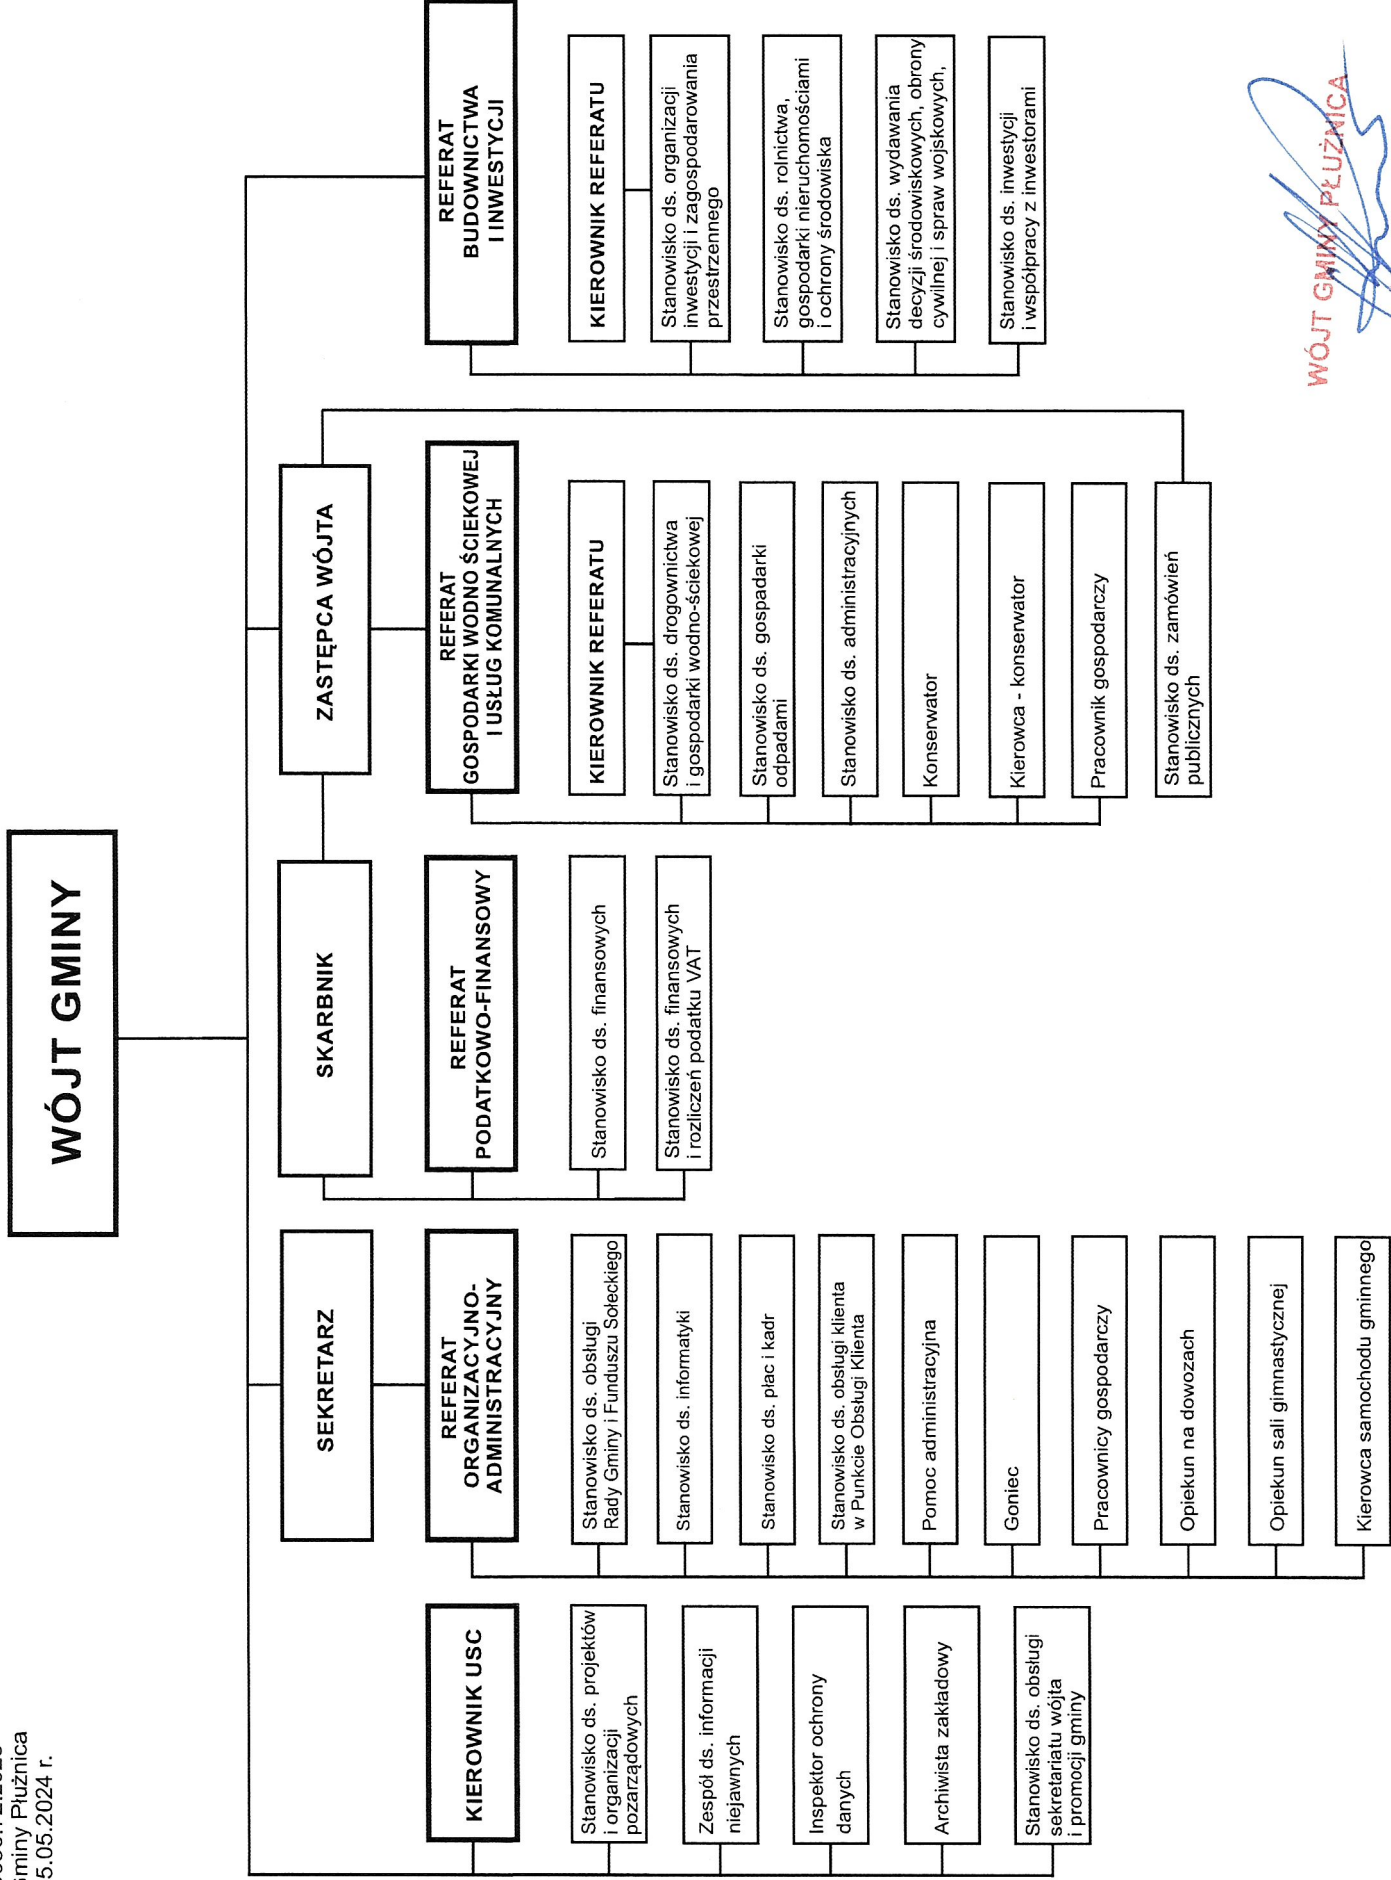 Gminy Płużnica
5.05.2024 r.
WÓJT GMINY
SEKRETARZ
SKARBNIK
ZASTĘPCA WÓJTA
KIEROWNIK USC
Stanowisko ds. projektów
i organizacji
pozarządowych
Zespół ds. informacji
niejawnych
Inspektor ochrony
danych
Archiwista zakładowy
Stanowisko ds. obsługi
sekretariatu wójta
i promocji gminy
REFERAT
ORGANIZACYJNO-
ADMINISTRACYJNY
Stanowisko ds. obsługi
Rady Gminy i Funduszu Sołeckiego
Stanowisko ds. informatyki
Stanowisko ds. płac i kadr
Stanowisko ds. obsługi klienta
w Punkcie Obsługi Klienta
Pomoc administracyjna
Goniec
Pracownicy gospodarczy
Opiekun na dowozach
Opiekun sali gimnastycznej
Kierowca samochodu gminnego
REFERAT
PODATKOWO-FINANSOWY
Stanowisko ds. finansowych
Stanowisko ds. finansowych
i rozliczeń podatku VAT
REFERAT
GOSPODARKI WODNO ŚCIEKOWEJ
I USŁUG KOMUNALNYCH
KIEROWNIK REFERATU
Stanowisko ds. drogownictwa
i gospodarki wodno-ściekowej
Stanowisko ds. gospadarki
odpadami
Stanowisko ds. administracyjnych
Konserwator
Kierowca - konserwator
Pracownik gospodarczy
Stanowisko ds. zamówień
publicznych
REFERAT
BUDOWNICTWA
I INWESTYCJI
KIEROWNIK REFERATU
Stanowisko ds. organizacji
inwestycji i zagospodarowania
przestrzennego
Stanowisko ds. rolnictwa,
gospodarki nieruchomościami
i ochrony środowiska
Stanowisko ds. wydawania
decyzji środowiskowych, obrony
cywilnej i spraw wojskowych,
Stanowisko ds. inwestycji
i współpracy z inwestorami
WÓJT GMINY PŁUŻNICA